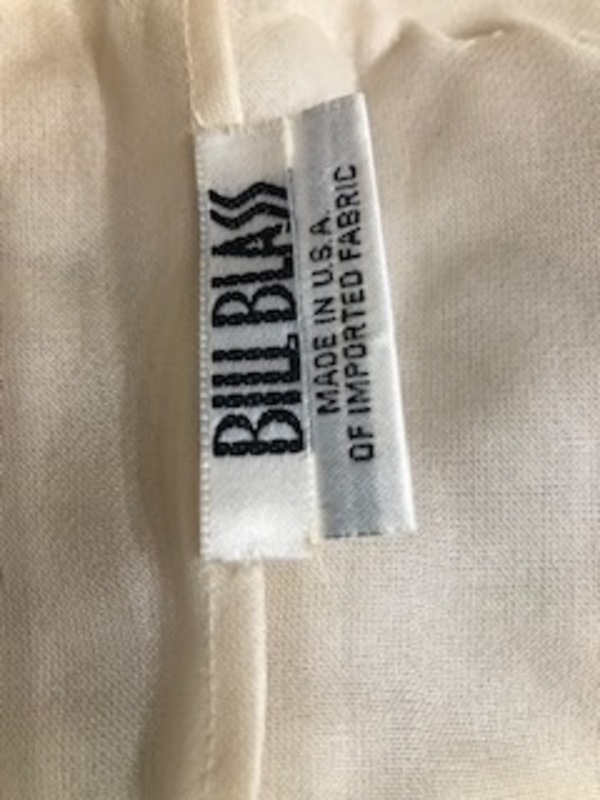 BILL BLASS
MADE IN U.S.A.
OF IMPORTED FABRIC